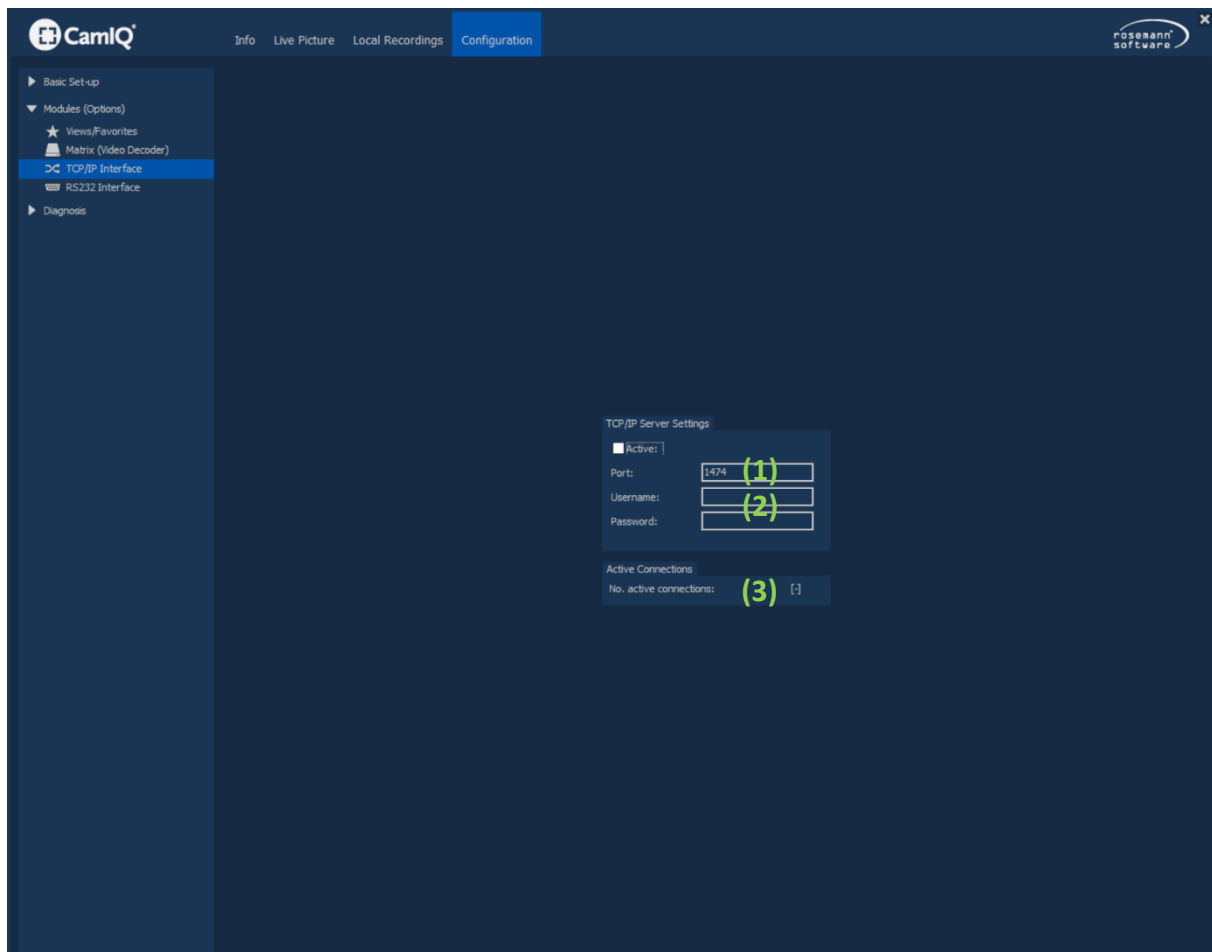 CamIQ®
Info Live Picture Local Recordings Configuration
rosemann software
Basic Set-up
Modules (Options)
Views/Favorites
Matrix (Video Decoder)
TCP/IP Interface
RS232 Interface
Diagnosis
TCP/IP Server Settings
Active:
Port: 1474 (1)
Username:
(2)
Password:
Active Connections
No. active connections: (3) [-]